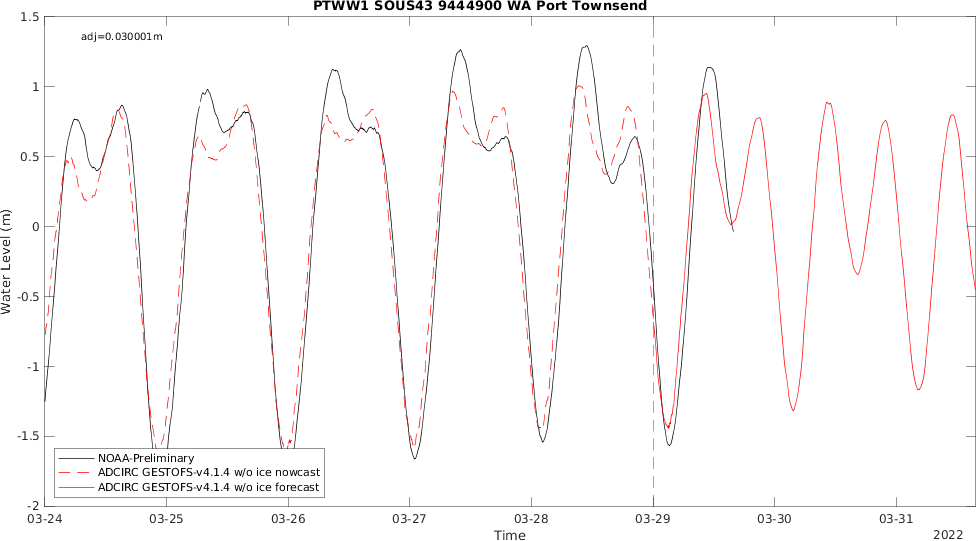 PTWW1 SOUS43 9444900 WA Port Townsend
adj=0.030001m
1.5
1
0.5
0
-0.5
-1
-1.5
-2
Water Level (m)
NOAA-Preliminary
ADCIRC GESTOFS-v4.1.4 w/o ice nowcast
ADCIRC GESTOFS-v4.1.4 w/o ice forecast
03-24 03-25 03-26 03-27 03-28 03-29 03-30 03-31
Time
2022